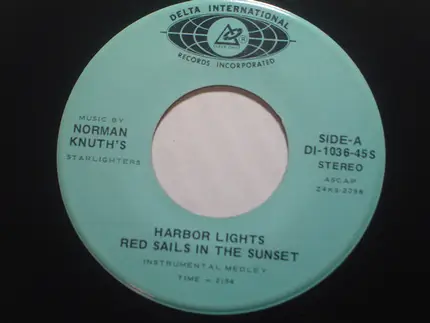 DELTA INTERNATIONAL
RECORDS INCORPORATED
MUSIC BY
NORMAN
KNUTH'S
STARLIGHTERS
SIDE-A
DI-1036-45S
STEREO
ASCAP
HARBOR LIGHTS
RED SAILS IN THE SUNSET
INSTRUMENTAL MEDLEY